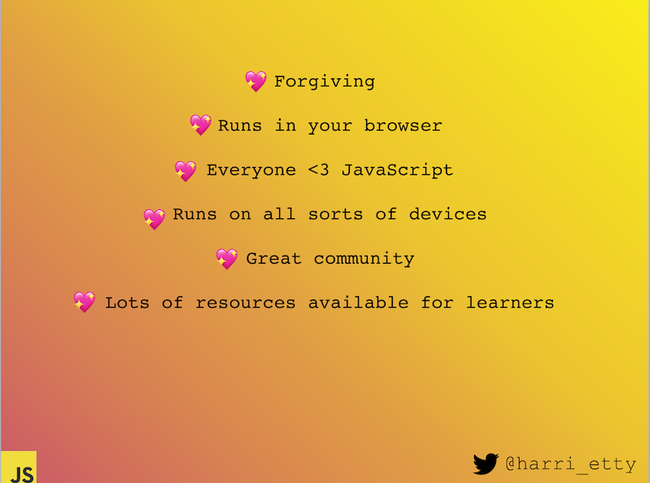 💖 Forgiving
💖 Runs in your browser
💖 Everyone <3 JavaScript
💖 Runs on all sorts of devices
💖 Great community
💖 Lots of resources available for learners
JS
@harri_etty